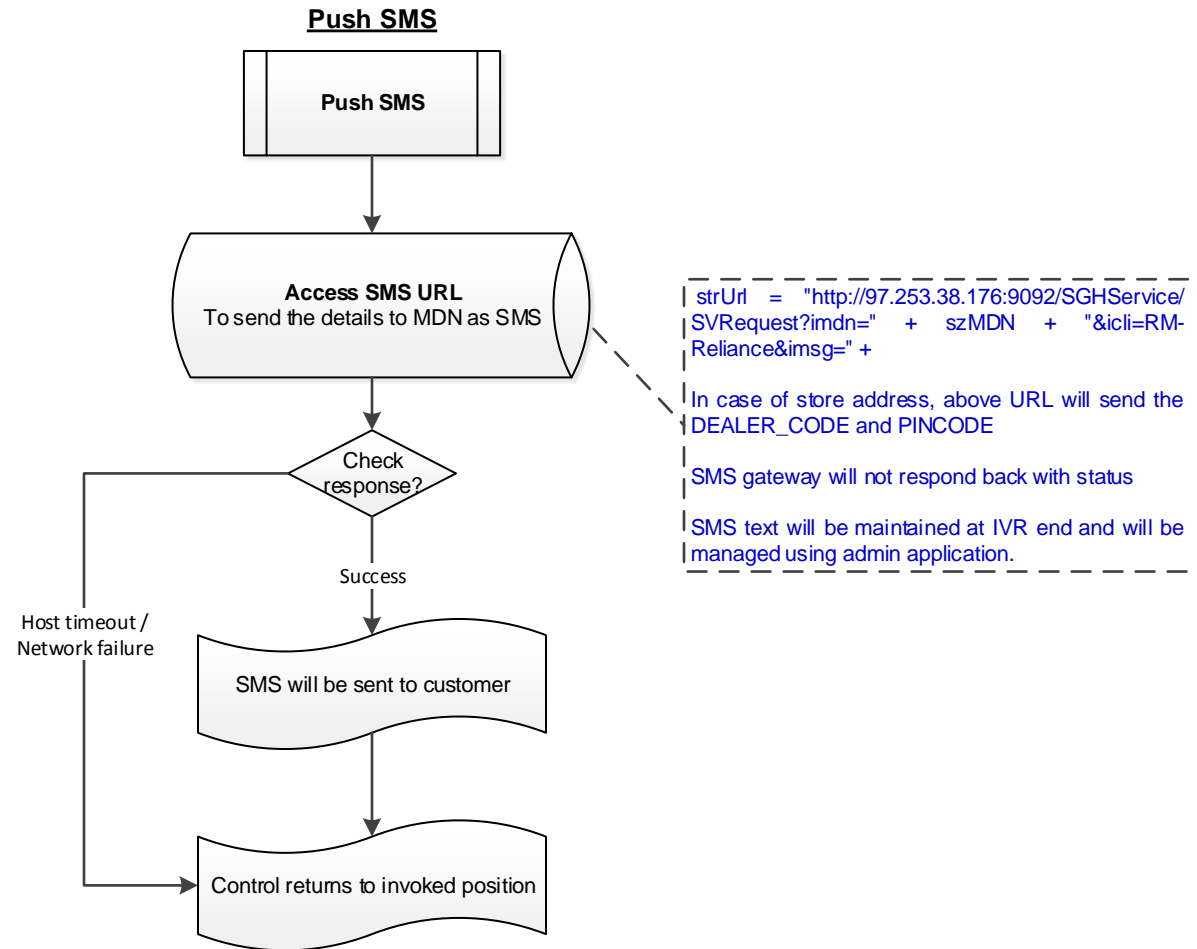 Push SMS
Push SMS
Access SMS URL
To send the details to MDN as SMS
strUrl = "http://97.253.38.176:9092/SGHService/
SVRequest?imdn=" + szMDN + "&icli=RM-
Reliance&imsg=" +
In case of store address, above URL will send the
DEALER_CODE and PINCODE
SMS gateway will not respond back with status
SMS text will be maintained at IVR end and will be
managed using admin application.
Check
response?
Success
Host timeout /
Network failure
SMS will be sent to customer
Control returns to invoked position